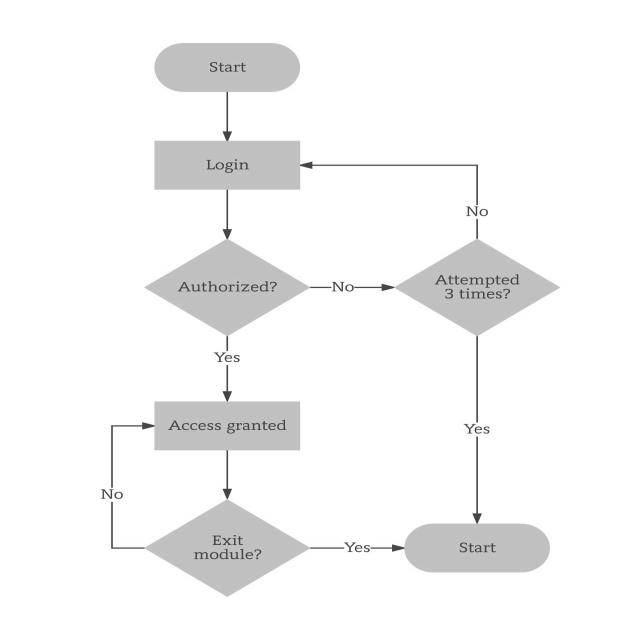 Start
Login
No
Authorized?
No
Attempted
3 times?
Yes
Access granted
Yes
No
Exit
module?
Yes
Start